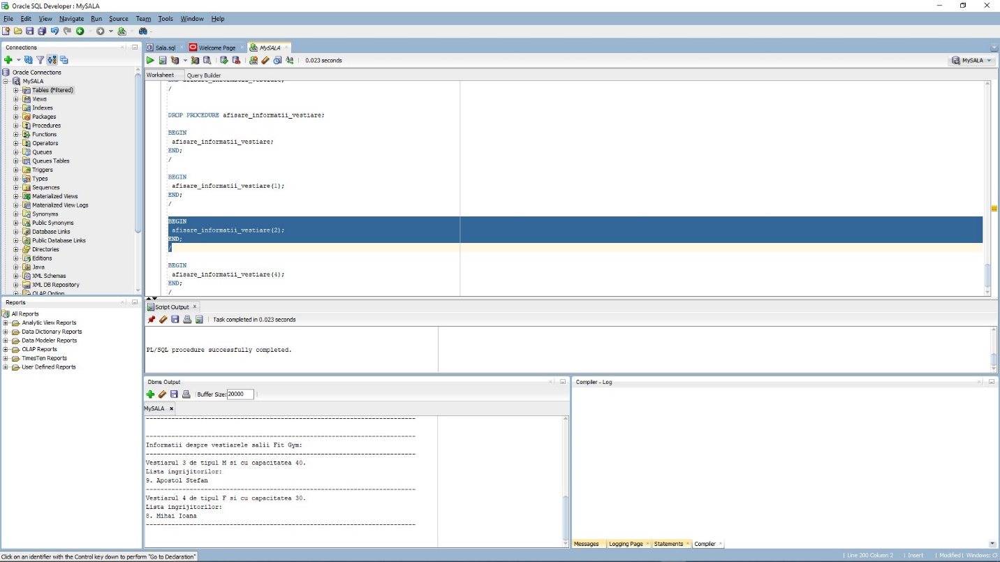 Oracle SQL Developer : MySALA
File Edit View Navigate Run Source Team Tools Window Help
Connections
Oracle Connections
MySALA
Tables (Filtered)
Views
Indexes
Packages
Procedures
Functions
Operators
Queues
Queues Tables
Triggers
Types
Sequences
Materialized Views
Materialized View Logs
Synonyms
Public Synonyms
Database Links
Public Database Links
Directories
Editions
Java
XML Schemas
XML DB Repository
OLAP Option
Reports
All Reports
Analytic View Reports
Data Dictionary Reports
Data Modeler Reports
OLAP Reports
TimesTen Reports
User Defined Reports
Sala.sql Welcome Page MySALA
0.023 seconds
MySALA
Worksheet Query Builder
END afisare_informatii_vestiare;
/
DROP PROCEDURE afisare_informatii_vestiare;
BEGIN
afisare_informatii_vestiare;
END;
/
BEGIN
afisare_informatii_vestiare(1);
END;
/
BEGIN
afisare_informatii_vestiare(2);
END;
/
BEGIN
afisare_informatii_vestiare(4);
END;
/
Script Output
Task completed in 0.023 seconds
PL/SQL procedure successfully completed.
Dbms Output
Buffer Size: 20000
MySALA
--------------------------------------------------------------------------
--------------------------------------------------------------------------
Informatii despre vestiarele salii Fit Gym:
--------------------------------------------------------------------------
Vestiarul 3 de tipul M si cu capacitatea 40.
Lista ingrijitorilor:
9. Apostol Stefan
--------------------------------------------------------------------------
Vestiarul 4 de tipul F si cu capacitatea 30.
Lista ingrijitorilor:
8. Mihai Ioana
--------------------------------------------------------------------------
Compiler - Log
Messages Logging Page Statements Compiler
Click on an identifier with the Control key down to perform "Go to Declaration"
Line 200 Column 2 | Insert | Modified | Windows: Cl